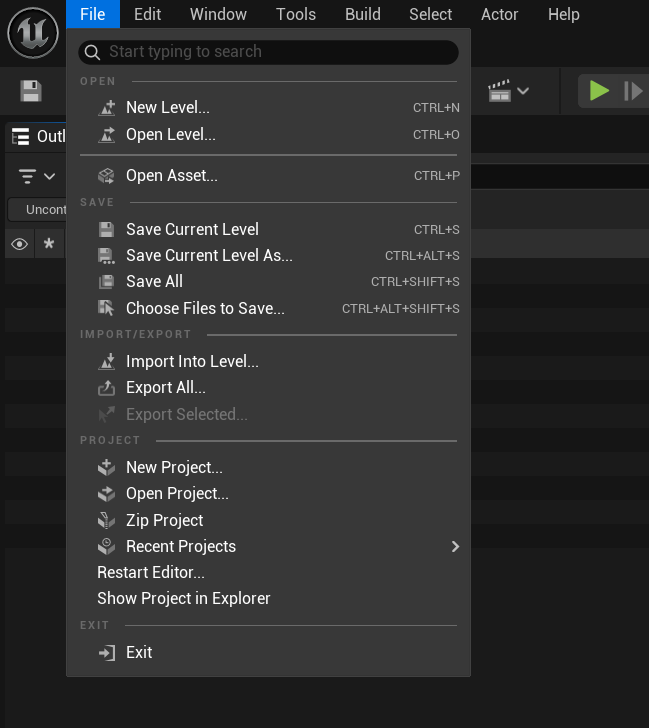 File Edit Window Tools Build Select Actor Help
Start typing to search
OPEN
New Level... CTRL+N
Open Level... CTRL+O
Open Asset... CTRL+P
SAVE
Save Current Level CTRL+S
Save Current Level As... CTRL+ALT+S
Save All CTRL+SHIFT+S
Choose Files to Save... CTRL+ALT+SHIFT+S
IMPORT/EXPORT
Import Into Level...
Export All...
Export Selected...
PROJECT
New Project...
Open Project...
Zip Project
Recent Projects
Restart Editor...
Show Project in Explorer
EXIT
Exit
Outl
Uncont